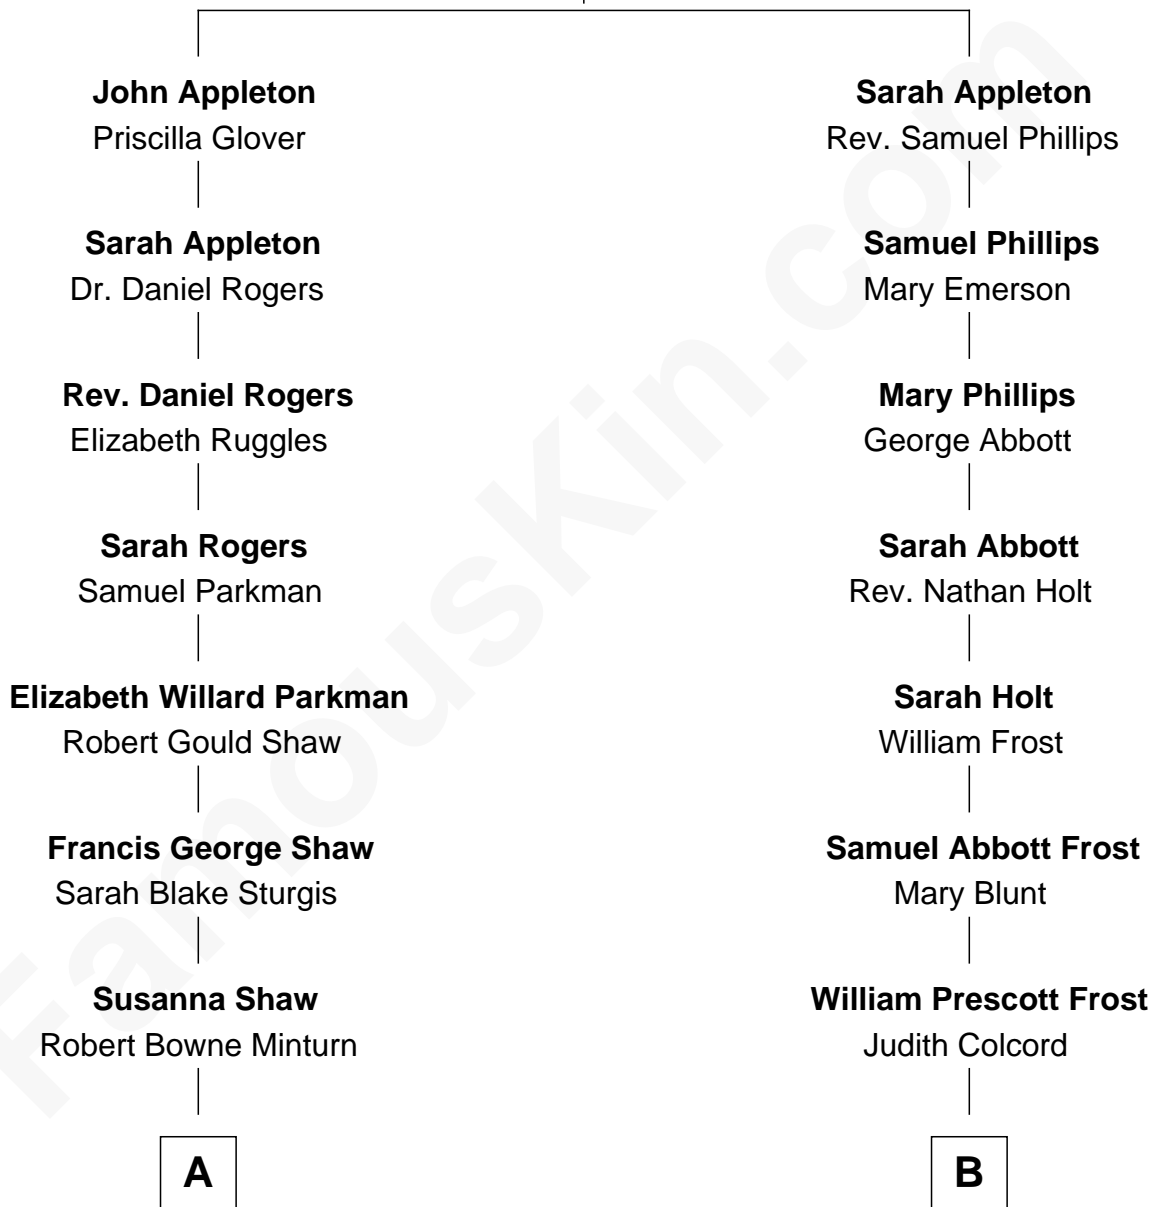 John Appleton
Priscilla Glover
Sarah Appleton
Dr. Daniel Rogers
Rev. Daniel Rogers
Elizabeth Ruggles
Sarah Rogers
Samuel Parkman
Elizabeth Willard Parkman
Robert Gould Shaw
Francis George Shaw
Sarah Blake Sturgis
Susanna Shaw
Robert Bowne Minturn
A
Sarah Appleton
Rev. Samuel Phillips
Samuel Phillips
Mary Emerson
Mary Phillips
George Abbott
Sarah Abbott
Rev. Nathan Holt
Sarah Holt
William Frost
Samuel Abbott Frost
Mary Blunt
William Prescott Frost
Judith Colcord
B
FamousKin.com